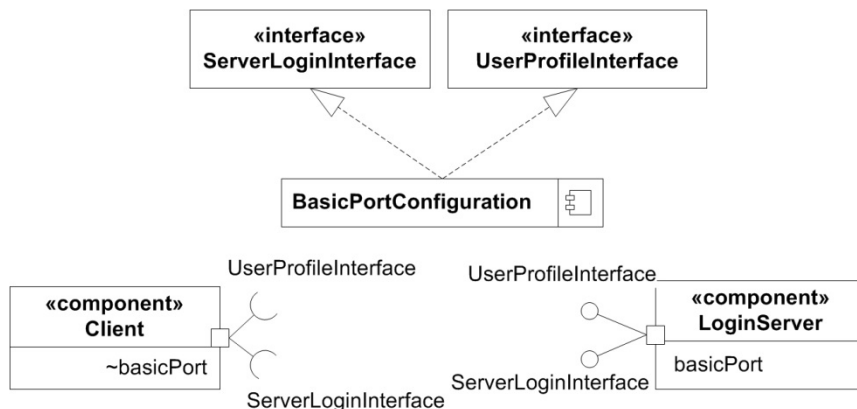 «interface»
ServerLoginInterface
«interface»
UserProfileInterface
BasicPortConfiguration
UserProfileInterface
«component»
Client
~basicPort
ServerLoginInterface
UserProfileInterface
«component»
LoginServer
basicPort
ServerLoginInterface